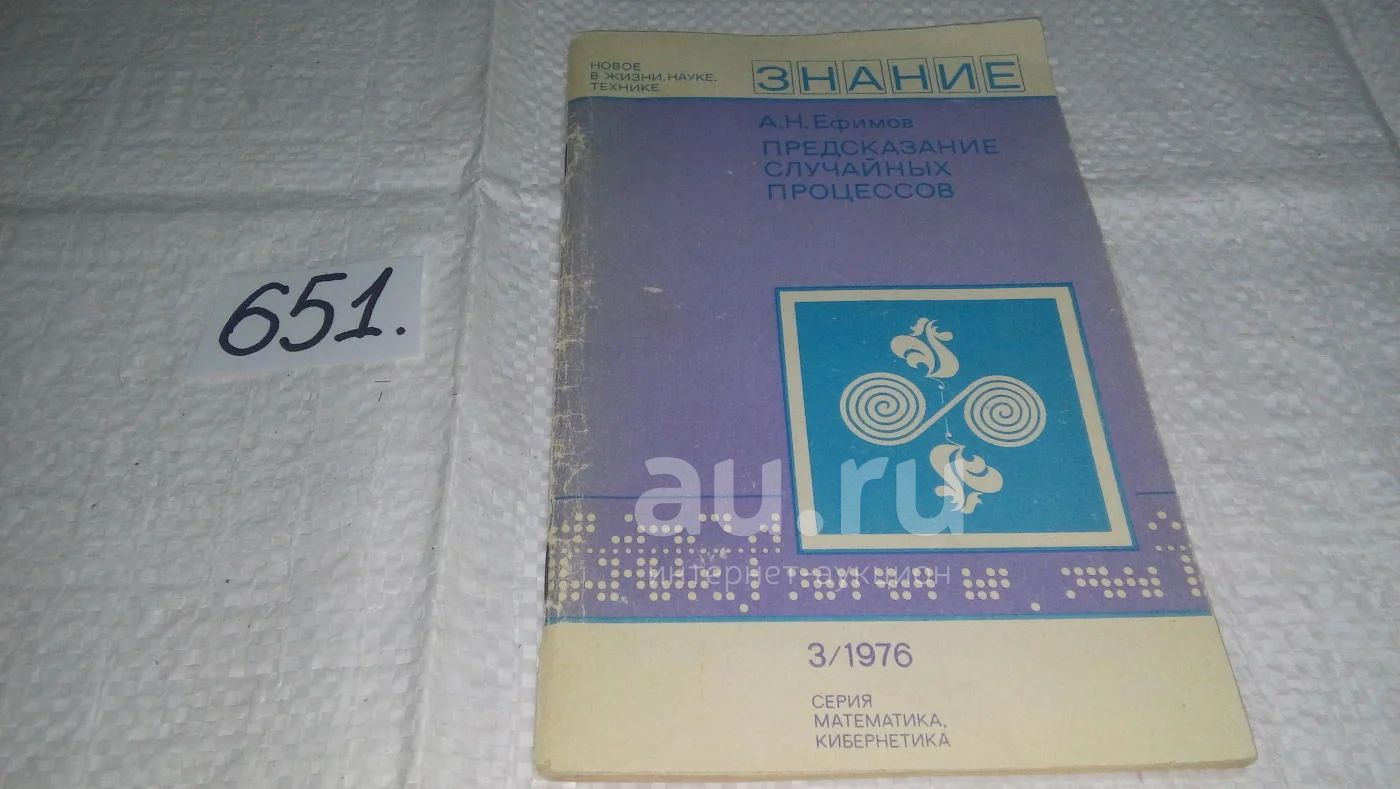 НОВОЕ
В ЖИЗНИ, НАУКЕ,
ТЕХНИКЕ
ЗНАНИЕ
А.Н. Ефимов
ПРЕДСКАЗАНИЕ
СЛУЧАЙНЫХ
ПРОЦЕССОВ
651.
au.ru
интернет-аукцион
3/1976
СЕРИЯ
МАТЕМАТИКА,
КИБЕРНЕТИКА